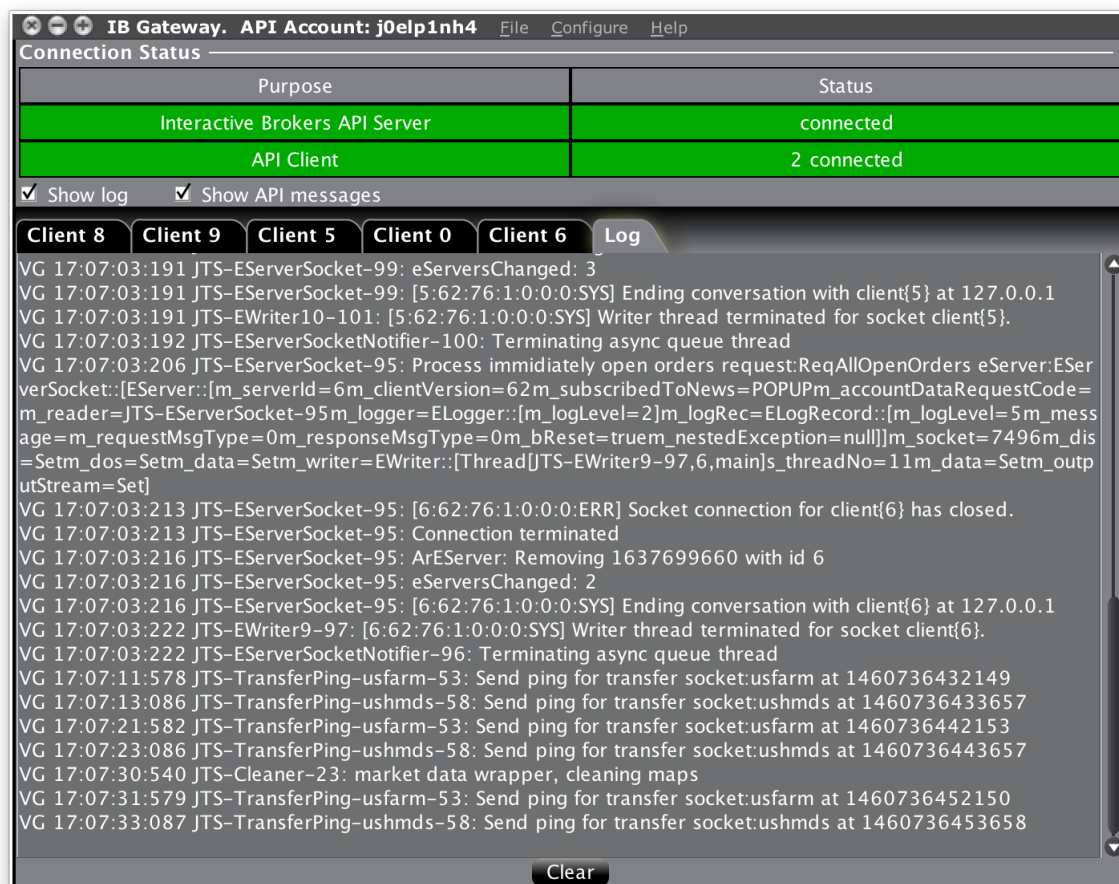 IB Gateway. API Account: j0elp1nh4 File Configure Help
Connection Status
Purpose Status
Interactive Brokers API Server connected
API Client 2 connected
Show log Show API messages
Client 8 Client 9 Client 5 Client 0 Client 6 Log
VG 17:07:03:191 JTS-EServerSocket-99: eServersChanged: 3
VG 17:07:03:191 JTS-EServerSocket-99: [5:62:76:1:0:0:0:SYS] Ending conversation with client{5} at 127.0.0.1
VG 17:07:03:191 JTS-EWriter10-101: [5:62:76:1:0:0:0:SYS] Writer thread terminated for socket client{5}.
VG 17:07:03:192 JTS-EServerSocketNotifier-100: Terminating async queue thread
VG 17:07:03:206 JTS-EServerSocket-95: Process immidiately open orders request:ReqAllOpenOrders eServer:ESer
verSocket::[EServer::[m_serverId=6m_clientVersion=62m_subscribedToNews=POPUPm_accountDataRequestCode=
m_reader=JTS-EServerSocket-95m_logger=ELogger::[m_logLevel=2]m_logRec=ELogRecord::[m_logLevel=5m_mess
age=m_requestMsgType=0m_responseMsgType=0m_bReset=truem_nestedException=null]]m_socket=7496m_dis
=Setm_dos=Setm_data=Setm_writer=EWriter::[Thread[JTS-EWriter9-97,6,main]s_threadNo=11m_data=Setm_outp
utStream=Set]
VG 17:07:03:213 JTS-EServerSocket-95: [6:62:76:1:0:0:0:ERR] Socket connection for client{6} has closed.
VG 17:07:03:213 JTS-EServerSocket-95: Connection terminated
VG 17:07:03:216 JTS-EServerSocket-95: ArEServer: Removing 1637699660 with id 6
VG 17:07:03:216 JTS-EServerSocket-95: eServersChanged: 2
VG 17:07:03:216 JTS-EServerSocket-95: [6:62:76:1:0:0:0:SYS] Ending conversation with client{6} at 127.0.0.1
VG 17:07:03:222 JTS-EWriter9-97: [6:62:76:1:0:0:0:SYS] Writer thread terminated for socket client{6}.
VG 17:07:03:222 JTS-EServerSocketNotifier-96: Terminating async queue thread
VG 17:07:11:578 JTS-TransferPing-usfarm-53: Send ping for transfer socket:usfarm at 1460736432149
VG 17:07:13:086 JTS-TransferPing-ushmds-58: Send ping for transfer socket:ushmds at 1460736433657
VG 17:07:21:582 JTS-TransferPing-usfarm-53: Send ping for transfer socket:usfarm at 1460736442153
VG 17:07:23:086 JTS-TransferPing-ushmds-58: Send ping for transfer socket:ushmds at 1460736443657
VG 17:07:30:540 JTS-Cleaner-23: market data wrapper, cleaning maps
VG 17:07:31:579 JTS-TransferPing-usfarm-53: Send ping for transfer socket:usfarm at 1460736452150
VG 17:07:33:087 JTS-TransferPing-ushmds-58: Send ping for transfer socket:ushmds at 1460736453658
Clear